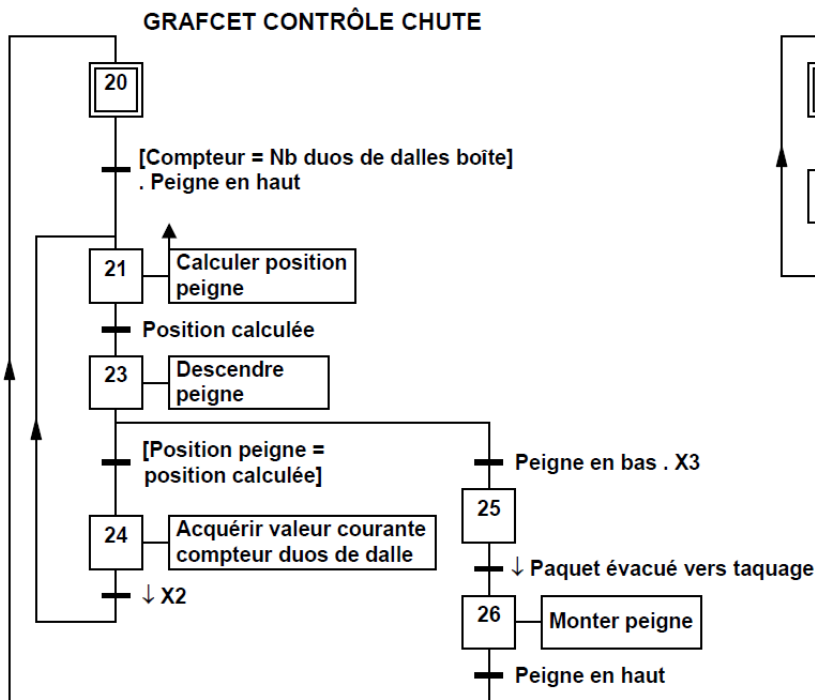 GRAFCET CONTRÔLE CHUTE
20
[Compteur = Nb duos de dalles boîte]
. Peigne en haut
21
Calculer position
peigne
Position calculée
23
Descendre
peigne
[Position peigne =
position calculée]
Peigne en bas . X3
25
24
Acquérir valeur courante
compteur duos de dalle
↓ Paquet évacué vers taquage
↓ X2
26
Monter peigne
Peigne en haut